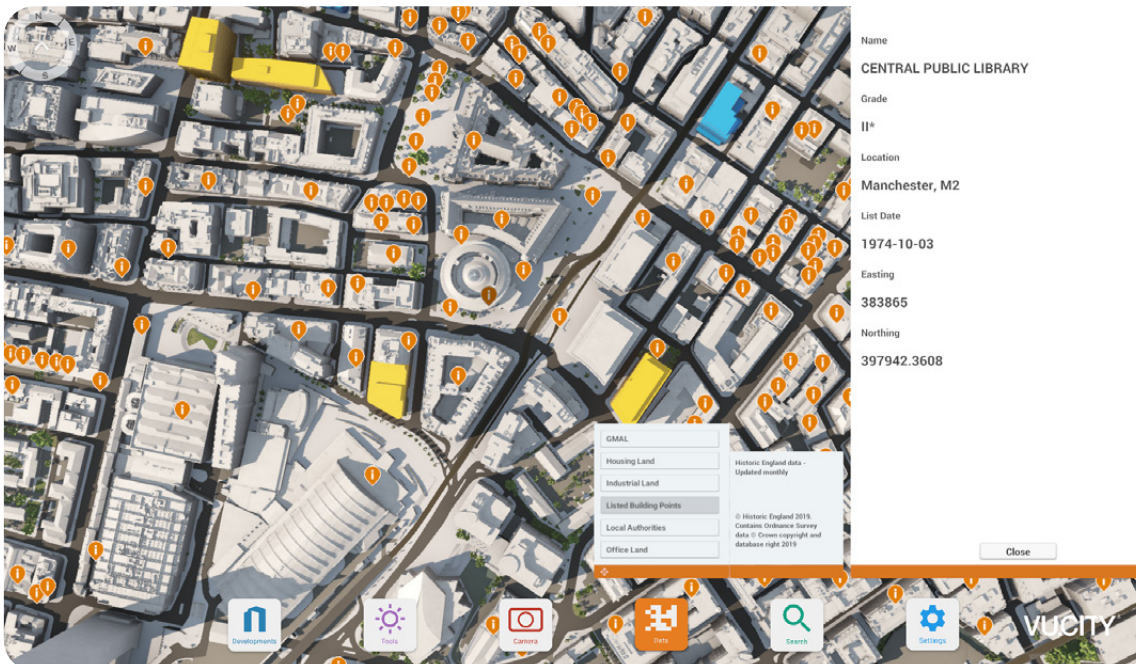 N
W
E
S
Name
CENTRAL PUBLIC LIBRARY
Grade
II*
Location
Manchester, M2
List Date
1974-10-03
Easting
383865
Northing
397942.3608
Close
GMAL
Housing Land
Industrial Land
Listed Building Points
Local Authorities
Office Land
Historic England data -
Updated monthly
© Historic England 2019.
Contains Ordnance Survey
data © Crown copyright and
database right 2019
Developments
Tools
Camera
Data
Search
Settings
VUCITY